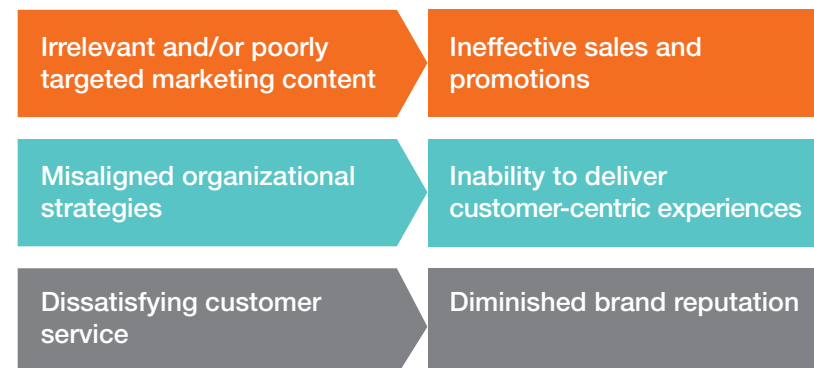 Irrelevant and/or poorly
targeted marketing content
Ineffective sales and
promotions
Misaligned organizational
strategies
Inability to deliver
customer-centric experiences
Dissatisfying customer
service
Diminished brand reputation